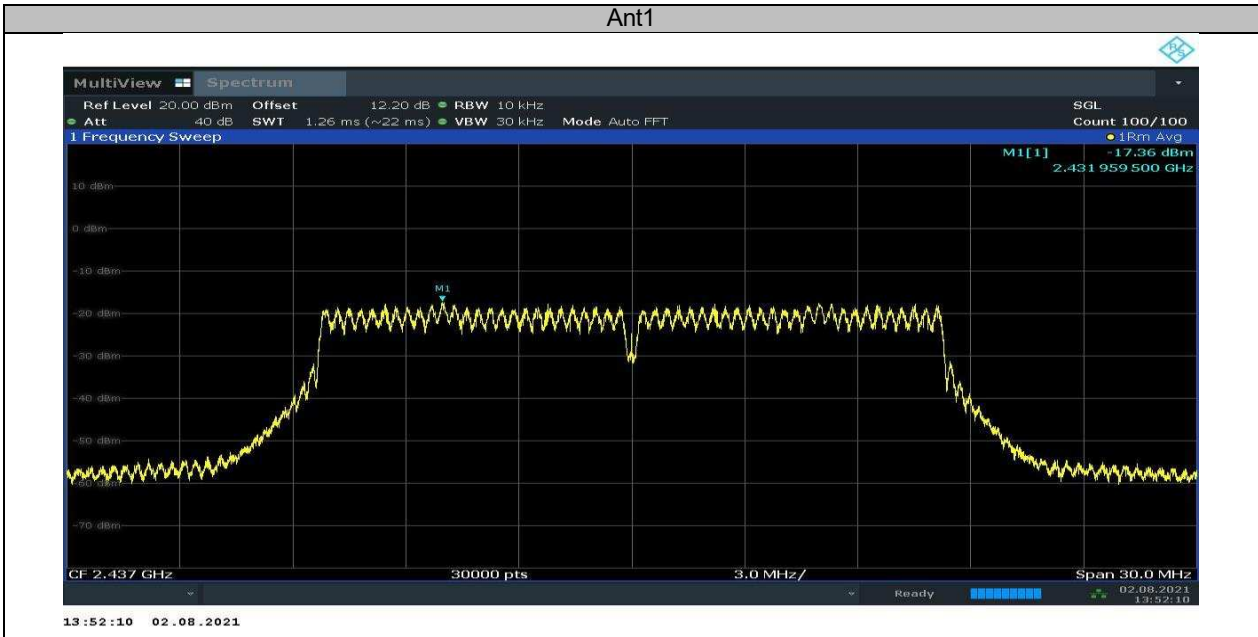 Ant1
R&S
MultiView Spectrum
Ref Level 20.00 dBm Offset 12.20 dB RBW 10 kHz SGL
Att 40 dB SWT 1.26 ms (~22 ms) VBW 30 kHz Mode Auto FFT Count 100/100
1 Frequency Sweep 1Rm Avg
M1[1] -17.36 dBm
2.431 959 500 GHz
10 dBm
0 dBm
-10 dBm
M1
-20 dBm
-30 dBm
-40 dBm
-50 dBm
-60 dBm
-70 dBm
CF 2.437 GHz 30000 pts 3.0 MHz/ Span 30.0 MHz
Ready 02.08.2021
13:52:10
13:52:10 02.08.2021